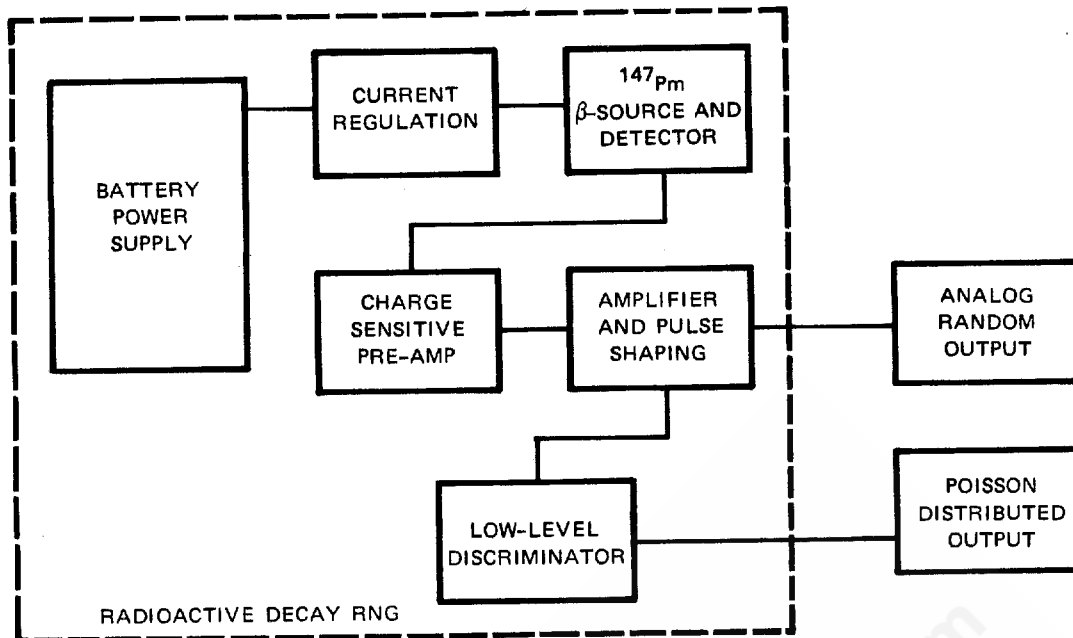 BATTERY
POWER
SUPPLY
CURRENT
REGULATION
147Pm
β-SOURCE AND
DETECTOR
CHARGE
SENSITIVE
PRE-AMP
AMPLIFIER
AND PULSE
SHAPING
ANALOG
RANDOM
OUTPUT
LOW-LEVEL
DISCRIMINATOR
POISSON
DISTRIBUTED
OUTPUT
RADIOACTIVE DECAY RNG